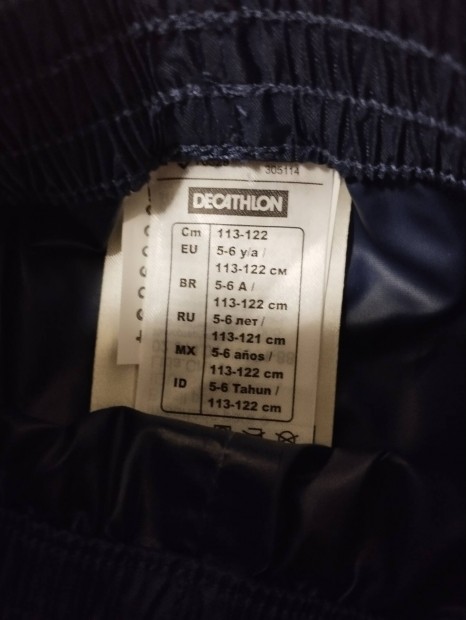 305114
DECATHLON
Cm 113-122
EU 5-6 y/a /
113-122 см
BR 5-6 A /
113-122 cm
RU 5-6 лет /
113-121 cm
MX 5-6 años /
113-122 cm
ID 5-6 Tahun /
113-122 cm